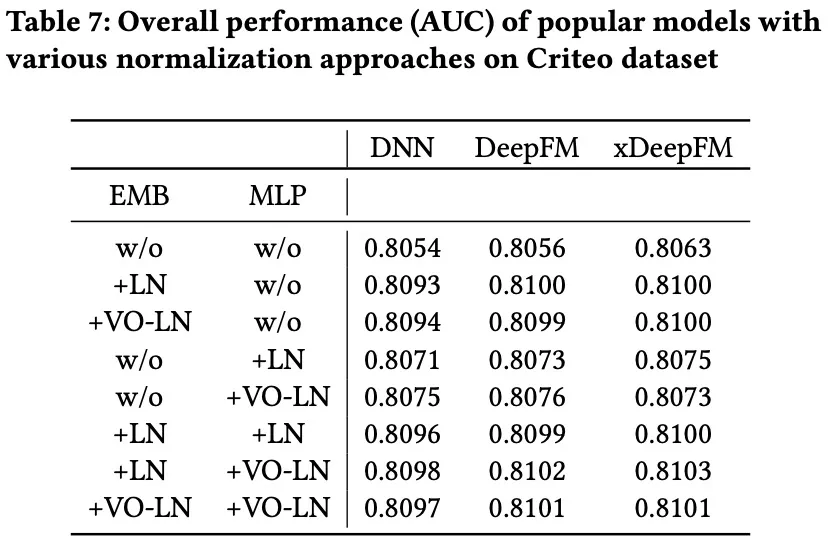 Table 7: Overall performance (AUC) of popular models with
various normalization approaches on Criteo dataset
DNN DeepFM xDeepFM
EMB MLP
w/o w/o 0.8054 0.8056 0.8063
+LN w/o 0.8093 0.8100 0.8100
+VO-LN w/o 0.8094 0.8099 0.8100
w/o +LN 0.8071 0.8073 0.8075
w/o +VO-LN 0.8075 0.8076 0.8073
+LN +LN 0.8096 0.8099 0.8100
+LN +VO-LN 0.8098 0.8102 0.8103
+VO-LN +VO-LN 0.8097 0.8101 0.8101